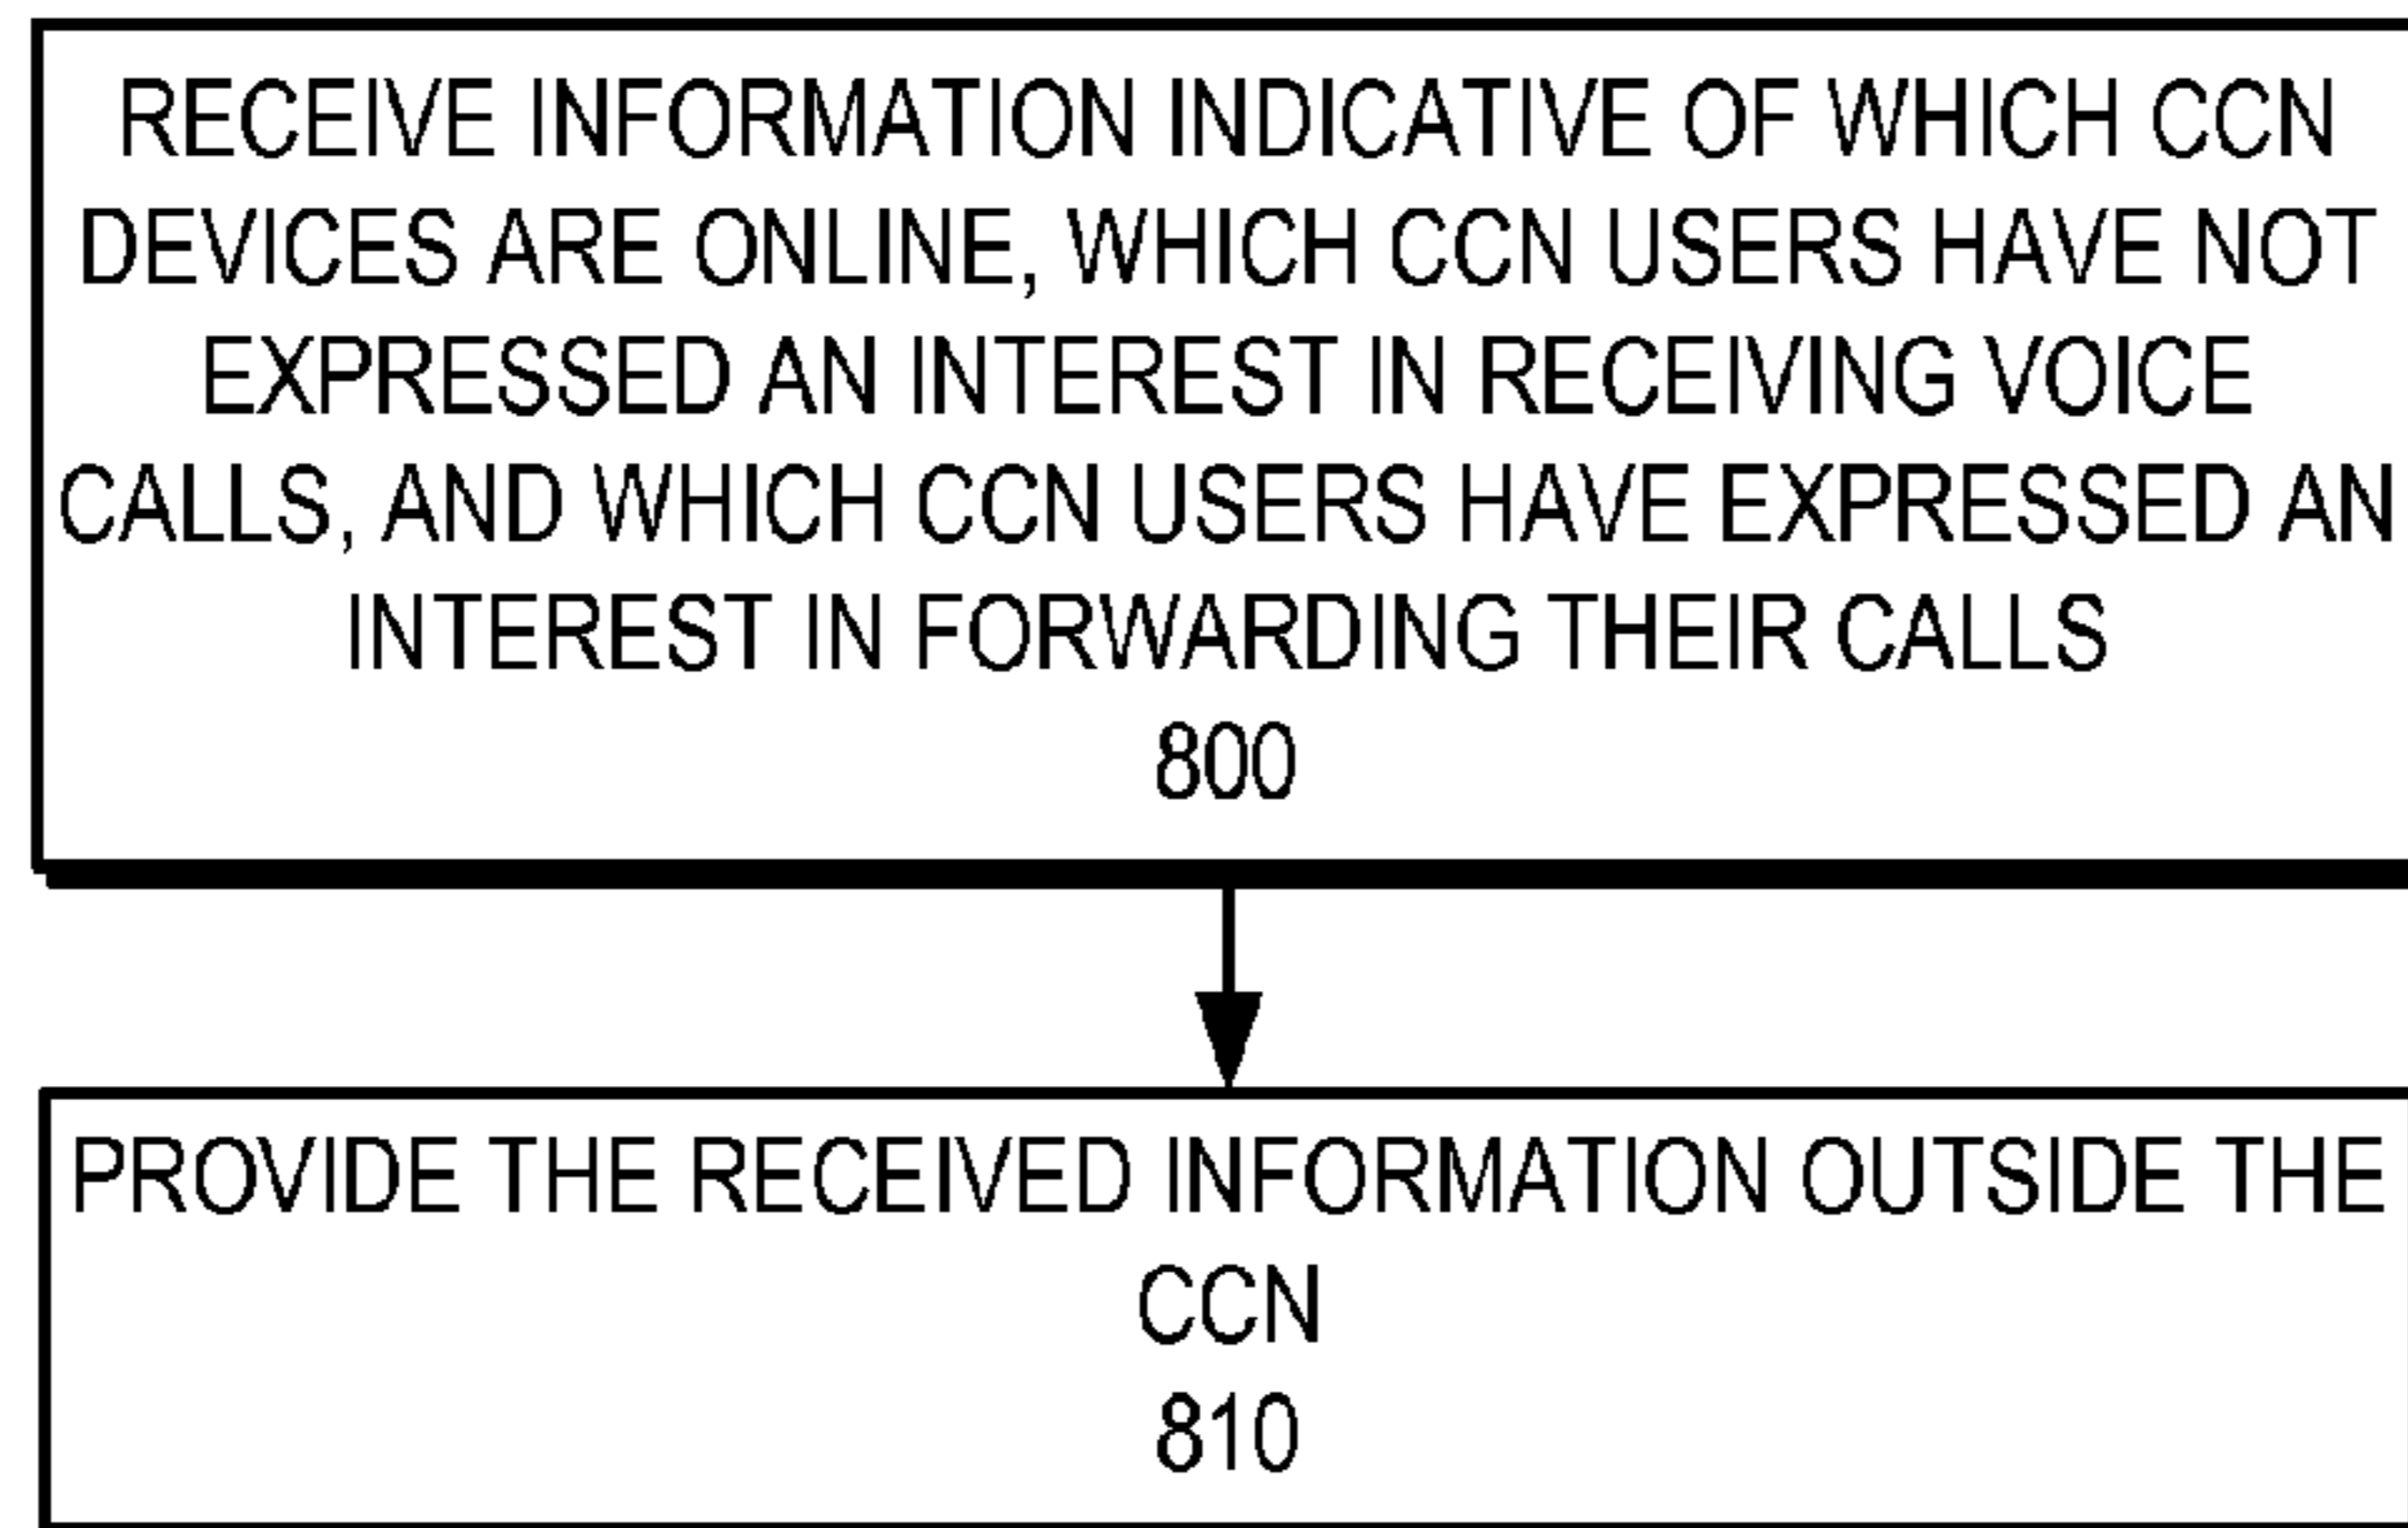 RECEIVE INFORMATION INDICATIVE OF WHICH CCN
DEVICES ARE ONLINE, WHICH CCN USERS HAVE NOT
EXPRESSED AN INTEREST IN RECEIVING VOICE
CALLS, AND WHICH CCN USERS HAVE EXPRESSED AN
INTEREST IN FORWARDING THEIR CALLS
800
PROVIDE THE RECEIVED INFORMATION OUTSIDE THE
CCN
810